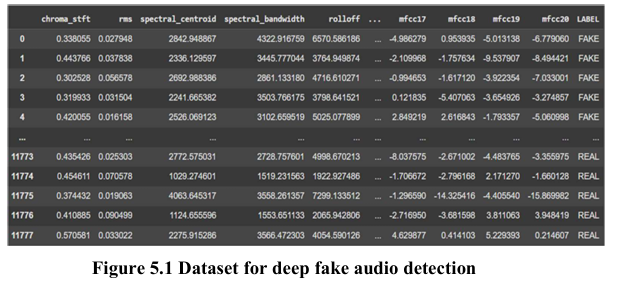 chroma_stft rms spectral_centroid spectral_bandwidth rolloff ... mfcc17 mfcc18 mfcc19 mfcc20 LABEL
0 0.338055 0.027948 2842.948867 4322.916759 6570.586186 ... -4.986279 0.953935 -5.013138 -6.779060 FAKE
1 0.443766 0.037838 2336.129597 3445.777044 3764.949874 ... -2.109968 -1.757634 -9.537907 -8.494421 FAKE
2 0.302528 0.056578 2692.988386 2861.133180 4716.610271 ... -0.994653 -1.617120 -3.922354 -7.033001 FAKE
3 0.319933 0.031504 2241.665382 3503.766175 3798.641521 ... 0.121835 -5.407063 -3.654926 -3.274857 FAKE
4 0.420055 0.016158 2526.069123 3102.659519 5025.077899 ... 2.849219 2.616843 -1.793357 -5.060998 FAKE
... ... ... ... ... ... ... ... ... ... ... ...
11773 0.435426 0.025303 2772.575031 2728.757601 4998.670213 ... -8.037575 -2.671002 -4.483765 -3.355975 REAL
11774 0.454611 0.070578 1029.274601 1519.231563 1922.927486 ... -1.706672 -2.796168 2.171270 -1.660128 REAL
11775 0.374432 0.019063 4063.645317 3558.261357 7299.133512 ... -1.296590 -14.325416 -4.405540 -15.869982 REAL
11776 0.410885 0.090499 1124.655596 1553.651133 2065.942806 ... -2.716950 -3.681598 3.811063 3.948419 REAL
11777 0.570581 0.033022 2275.915286 3566.472303 4054.590126 ... 4.629877 0.414103 5.229393 0.214607 REAL
Figure 5.1 Dataset for deep fake audio detection